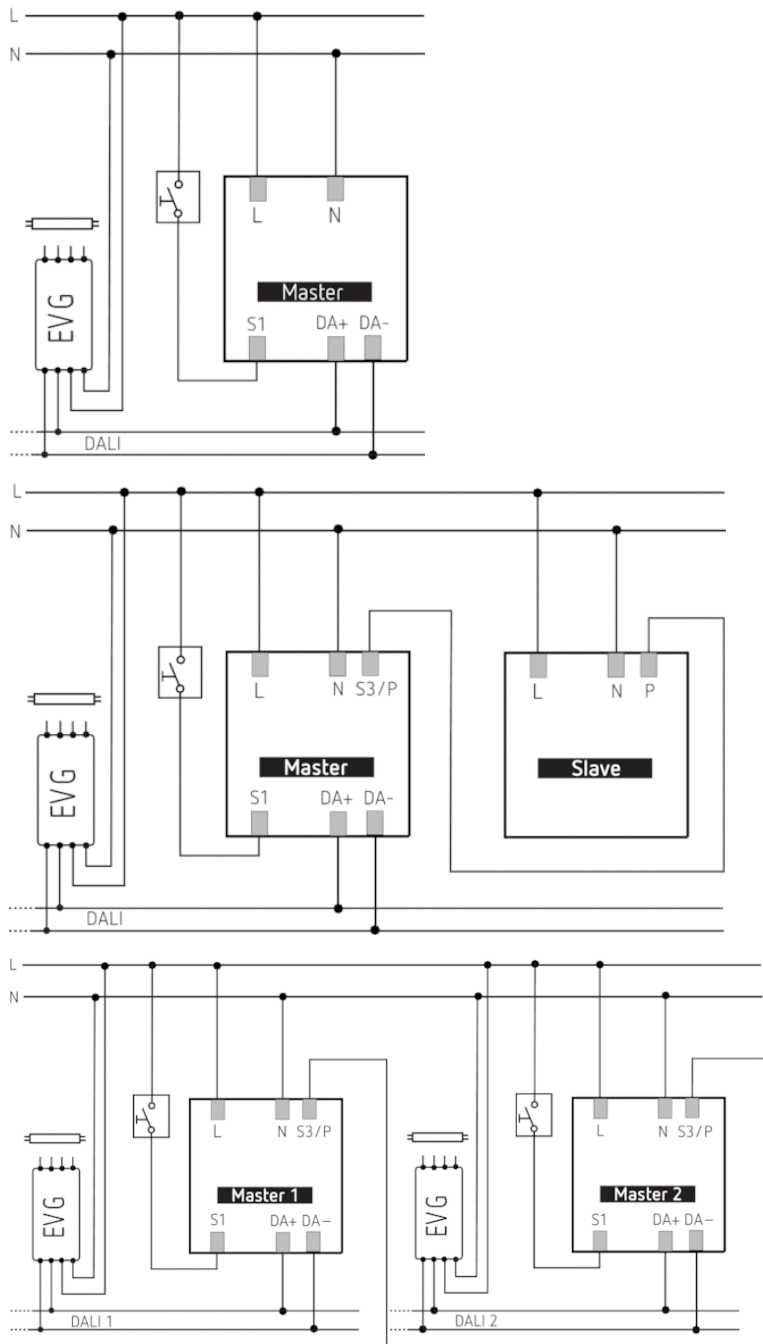 L
N
L N
Master
EVG
S1 DA+ DA-
DALI
L
N
L N S3/P L N P
Master Slave
EVG
S1 DA+ DA-
DALI
L
N
L N S3/P L N S3/P
Master 1 Master 2
EVG EVG
S1 DA+ DA- S1 DA+ DA-
DALI 1 DALI 2